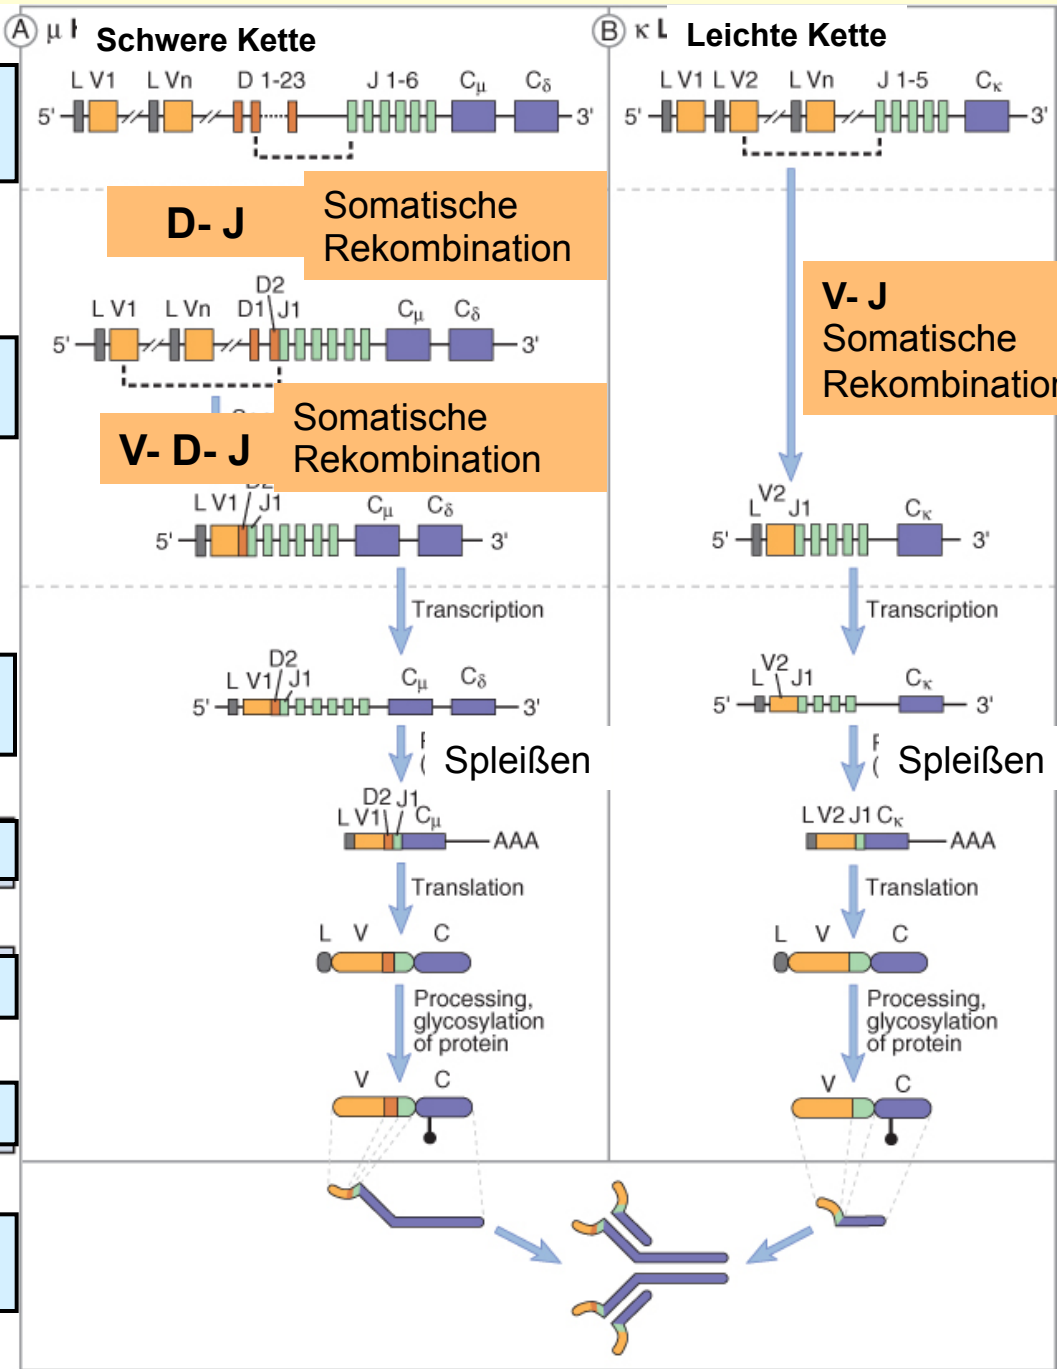 A μ Schwere Kette
L V1 L Vn D 1-23 J 1-6 Cμ Cδ
5' 3'
D- J
Somatische
Rekombination
D2
L V1 L Vn D1 J1 Cμ Cδ
5' 3'
V- D- J
Somatische
Rekombination
D2
L V1 J1 Cμ Cδ
5' 3'
Transcription
D2
L V1 J1 Cμ Cδ
5' 3'
Spleißen
D2 J1
L V1 Cμ
AAA
Translation
L V C
Processing,
glycosylation
of protein
V C
B κ L Leichte Kette
L V1 L V2 L Vn J 1-5 Cκ
5' 3'
V- J
Somatische
Rekombination
V2
L J1 Cκ
5' 3'
Transcription
V2
L J1 Cκ
5' 3'
Spleißen
L V2 J1 Cκ
AAA
Translation
L V C
Processing,
glycosylation
of protein
V C